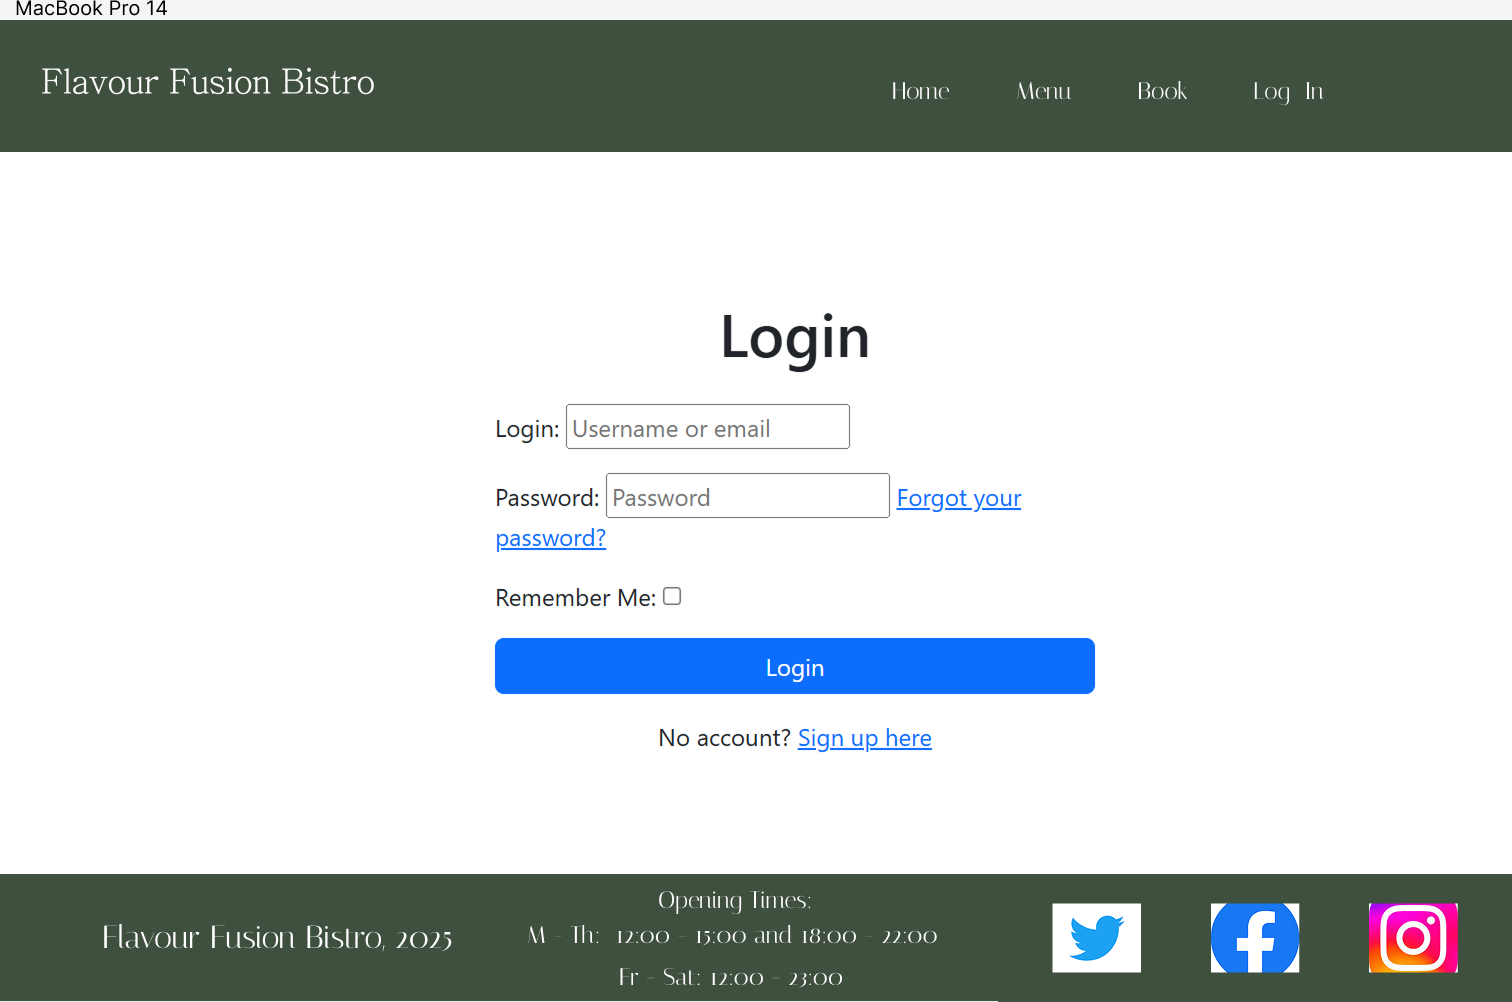 MacBook Pro 14
Flavour Fusion Bistro
Home Menu Book Log In
Login
Login: Username or email
Password: Password Forgot your
password?
Remember Me:
Login
No account? Sign up here
Flavour Fusion Bistro, 2025
Opening Times:
M - Th: 12:00 - 15:00 and 18:00 - 22:00
Fr - Sat: 12:00 - 23:00